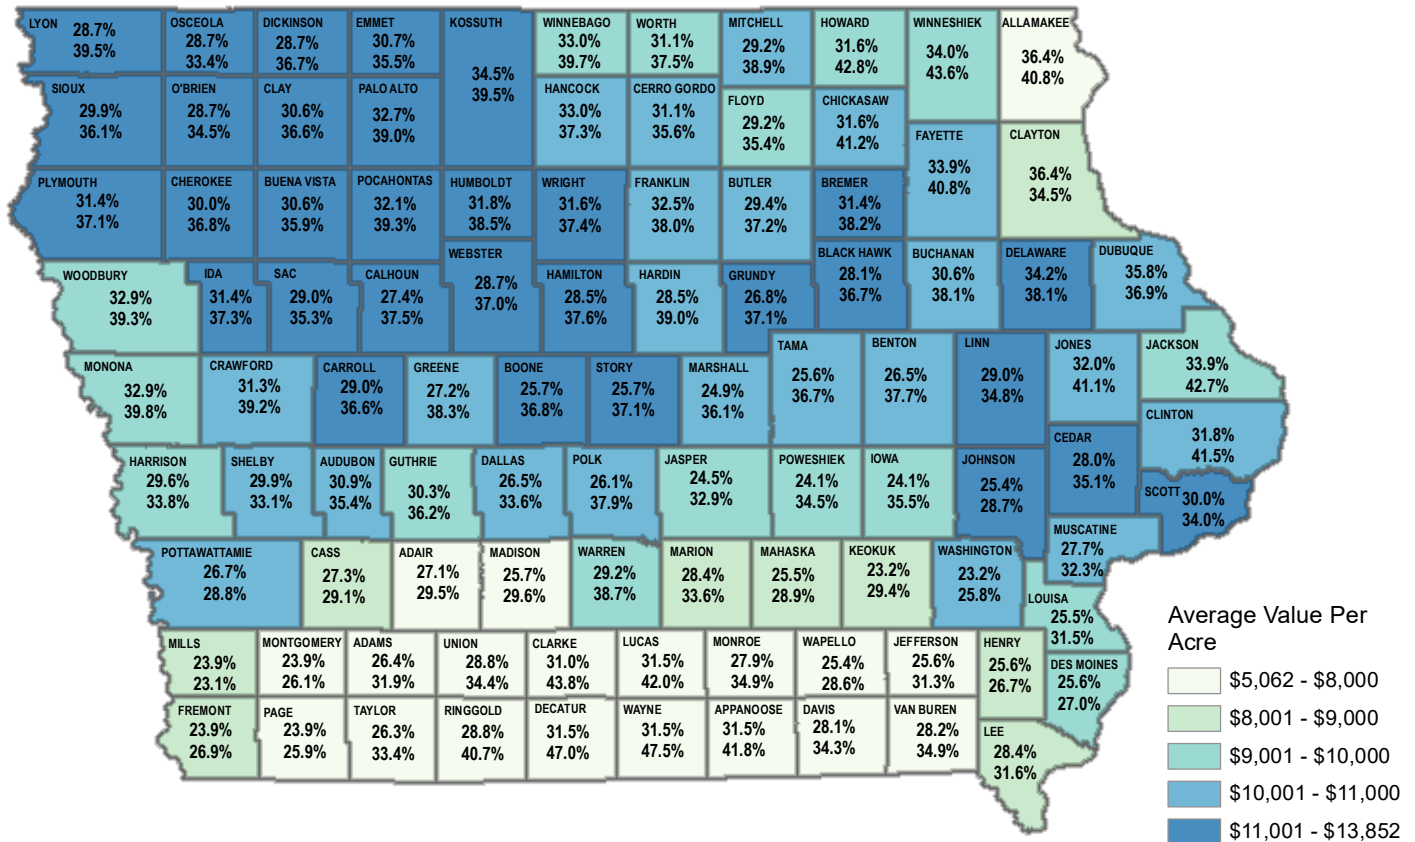 LYON
28.7%
39.5%
OSCEOLA
28.7%
33.4%
DICKINSON
28.7%
36.7%
EMMET
30.7%
35.5%
KOSSUTH
34.5%
39.5%
WINNEBAGO
33.0%
39.7%
WORTH
31.1%
37.5%
MITCHELL
29.2%
38.9%
HOWARD
31.6%
42.8%
WINNESHIEK
34.0%
43.6%
ALLAMAKEE
36.4%
40.8%
SIOUX
29.9%
36.1%
O'BRIEN
28.7%
34.5%
CLAY
30.6%
36.6%
PALO ALTO
32.7%
39.0%
HANCOCK
33.0%
37.3%
CERRO GORDO
31.1%
35.6%
FLOYD
29.2%
35.4%
CHICKASAW
31.6%
41.2%
FAYETTE
33.9%
40.8%
CLAYTON
36.4%
34.5%
PLYMOUTH
31.4%
37.1%
CHEROKEE
30.0%
36.8%
BUENA VISTA
30.6%
35.9%
POCAHONTAS
32.1%
39.3%
HUMBOLDT
31.8%
38.5%
WRIGHT
31.6%
37.4%
FRANKLIN
32.5%
38.0%
BUTLER
29.4%
37.2%
BREMER
31.4%
38.2%
WOODBURY
32.9%
39.3%
IDA
31.4%
37.3%
SAC
29.0%
35.3%
CALHOUN
27.4%
37.5%
WEBSTER
28.7%
37.0%
HAMILTON
28.5%
37.6%
HARDIN
28.5%
39.0%
GRUNDY
26.8%
37.1%
BLACK HAWK
28.1%
36.7%
BUCHANAN
30.6%
38.1%
DELAWARE
34.2%
38.1%
DUBUQUE
35.8%
36.9%
MONONA
32.9%
39.8%
CRAWFORD
31.3%
39.2%
CARROLL
29.0%
36.6%
GREENE
27.2%
38.3%
BOONE
25.7%
36.8%
STORY
25.7%
37.1%
MARSHALL
24.9%
36.1%
TAMA
25.6%
36.7%
BENTON
26.5%
37.7%
LINN
29.0%
34.8%
JONES
32.0%
41.1%
JACKSON
33.9%
42.7%
CLINTON
31.8%
41.5%
HARRISON
29.6%
33.8%
SHELBY
29.9%
33.1%
AUDUBON
30.9%
35.4%
GUTHRIE
30.3%
36.2%
DALLAS
26.5%
33.6%
POLK
26.1%
37.9%
JASPER
24.5%
32.9%
POWESHIEK
24.1%
34.5%
IOWA
24.1%
35.5%
JOHNSON
25.4%
28.7%
CEDAR
28.0%
35.1%
SCOTT
30.0%
34.0%
MUSCATINE
27.7%
32.3%
POTTAWATTAMIE
26.7%
28.8%
CASS
27.3%
29.1%
ADAIR
27.1%
29.5%
MADISON
25.7%
29.6%
WARREN
29.2%
38.7%
MARION
28.4%
33.6%
MAHASKA
25.5%
28.9%
KEOKUK
23.2%
29.4%
WASHINGTON
23.2%
25.8%
LOUISA
25.5%
31.5%
MILLS
23.9%
23.1%
MONTGOMERY
23.9%
26.1%
ADAMS
26.4%
31.9%
UNION
28.8%
34.4%
CLARKE
31.0%
43.8%
LUCAS
31.5%
42.0%
MONROE
27.9%
34.9%
WAPELLO
25.4%
28.6%
JEFFERSON
25.6%
31.3%
HENRY
25.6%
26.7%
DES MOINES
25.6%
27.0%
FREMONT
23.9%
26.9%
PAGE
23.9%
25.9%
TAYLOR
26.3%
33.4%
RINGGOLD
28.8%
40.7%
DECATUR
31.5%
47.0%
WAYNE
31.5%
47.5%
APPANOOSE
31.5%
41.8%
DAVIS
28.1%
34.3%
VAN BUREN
28.2%
34.9%
LEE
28.4%
31.6%
Average Value Per
Acre
$5,062 - $8,000
$8,001 - $9,000
$9,001 - $10,000
$10,001 - $11,000
$11,001 - $13,852